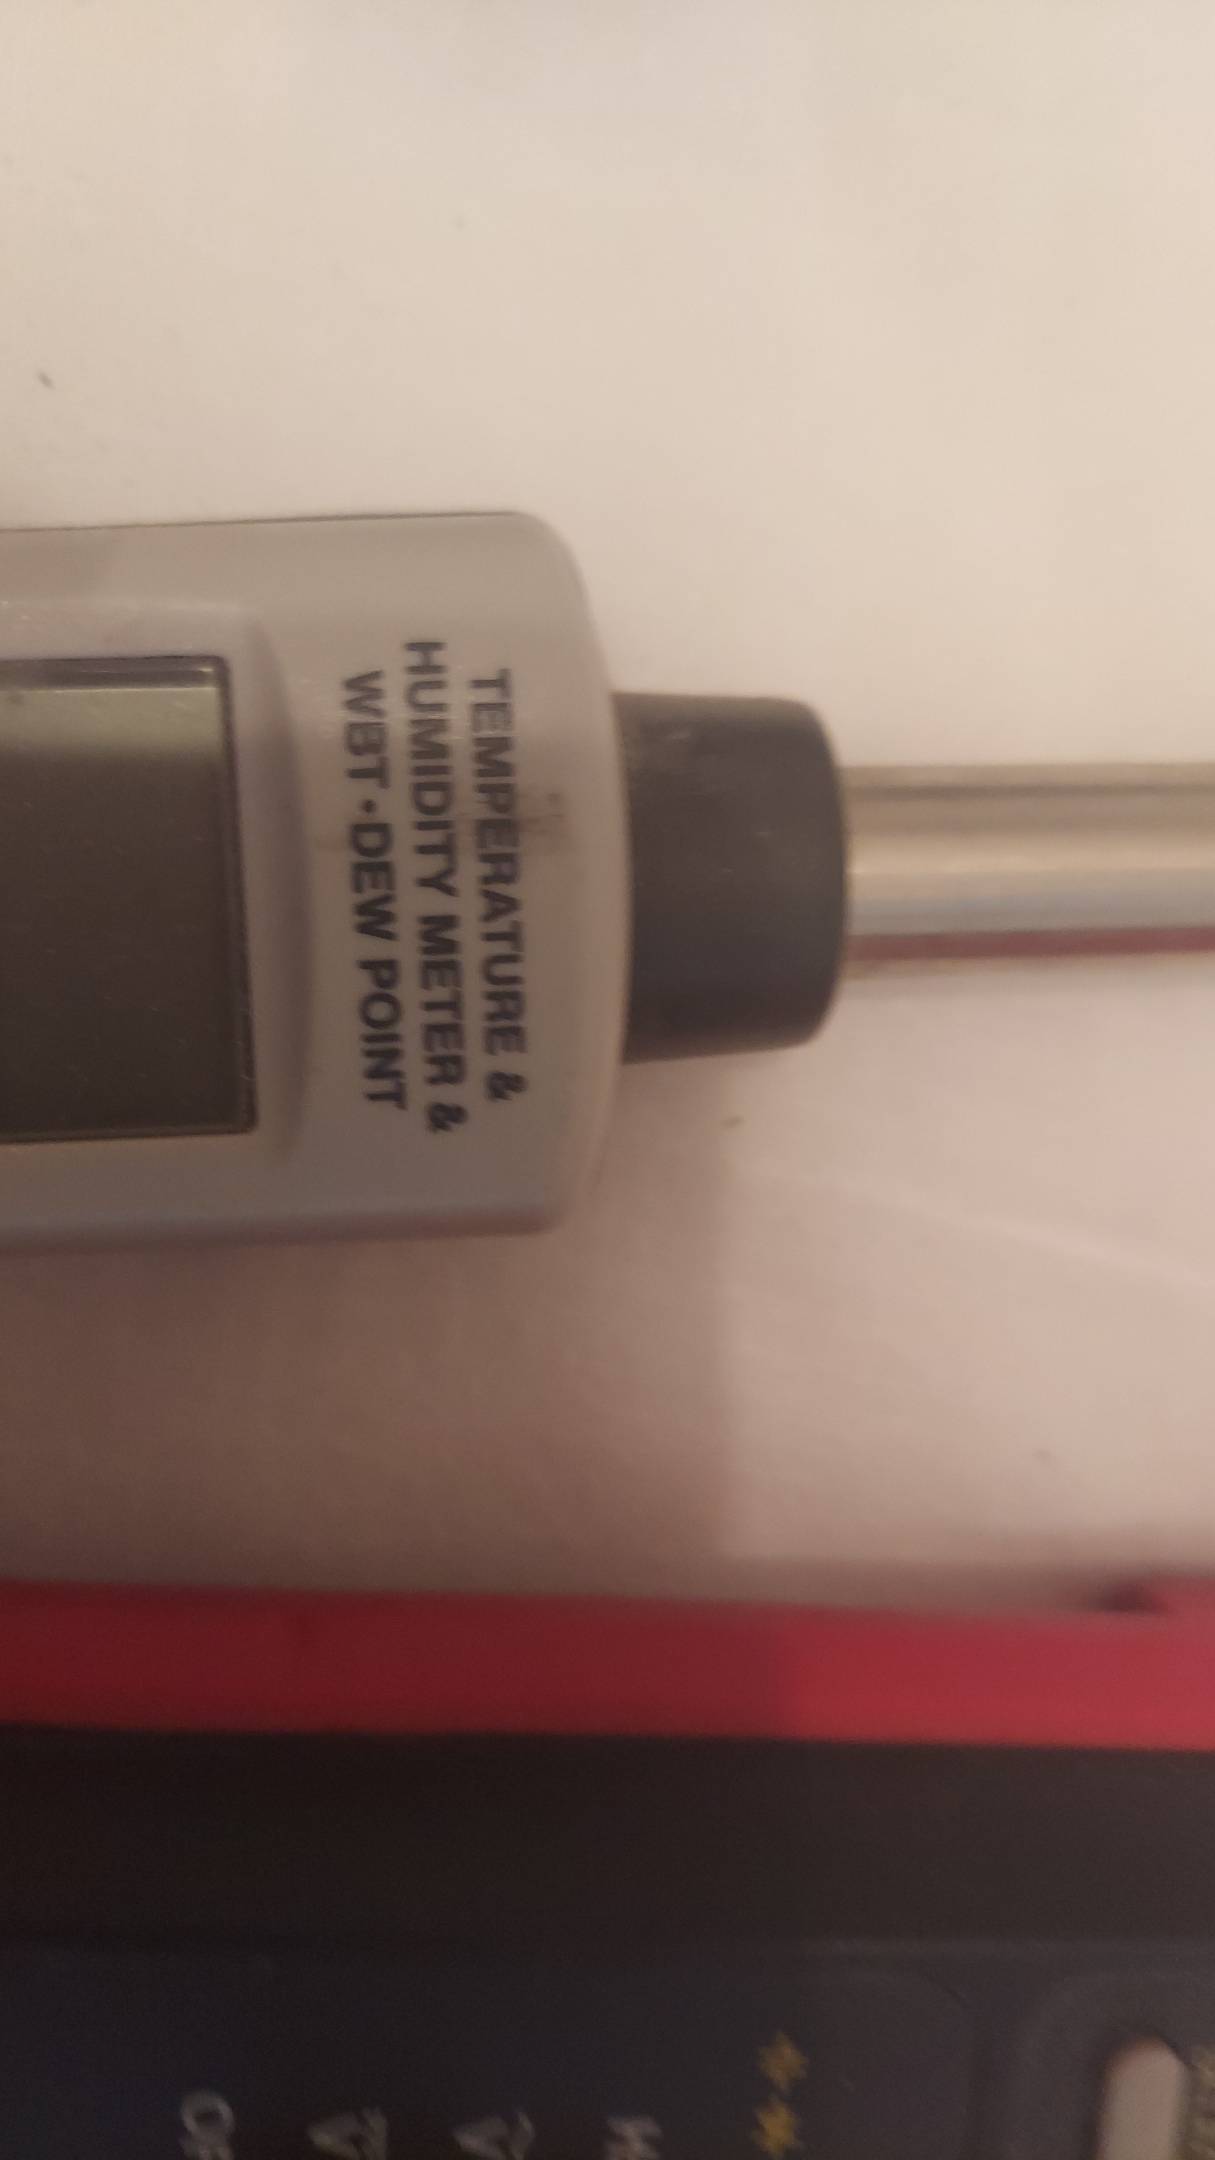 TEMPERATURE &
HUMIDITY METER &
WBT·DEW POINT